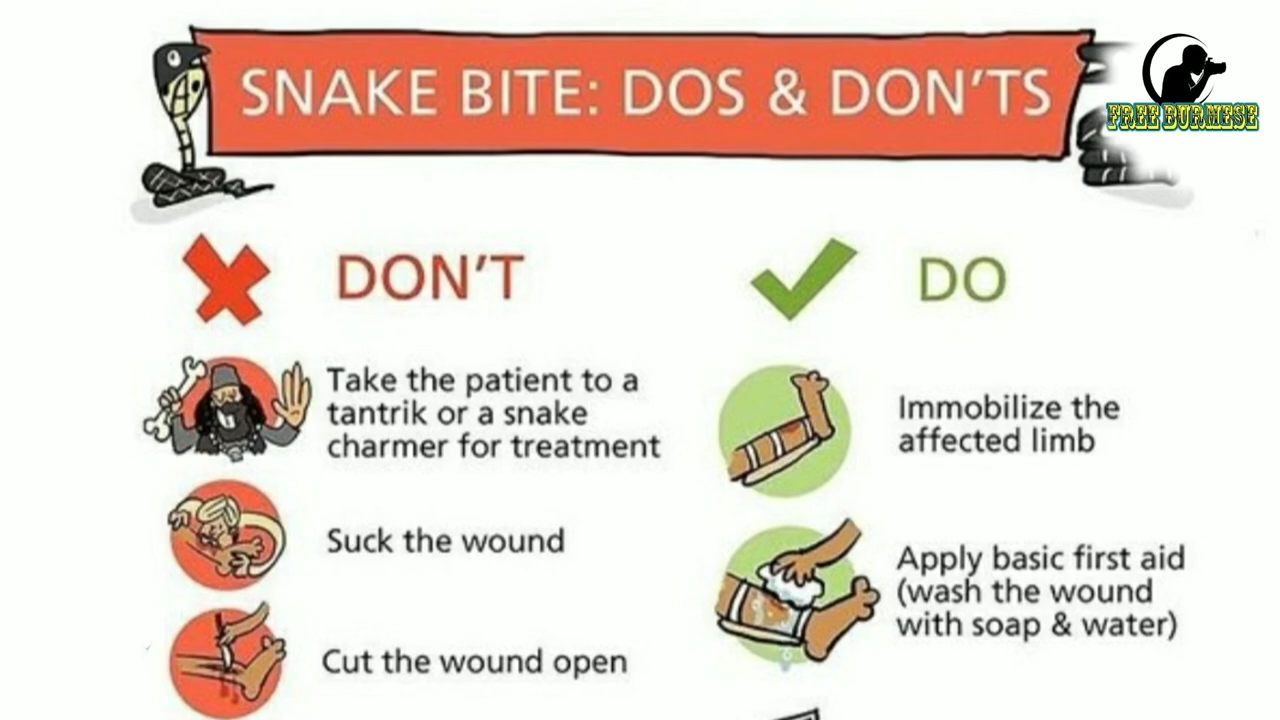 SNAKE BITE: DOS & DON'TS
FREE BURMESE
DON'T
Take the patient to a
tantrik or a snake
charmer for treatment
Suck the wound
Cut the wound open
DO
Immobilize the
affected limb
Apply basic first aid
(wash the wound
with soap & water)